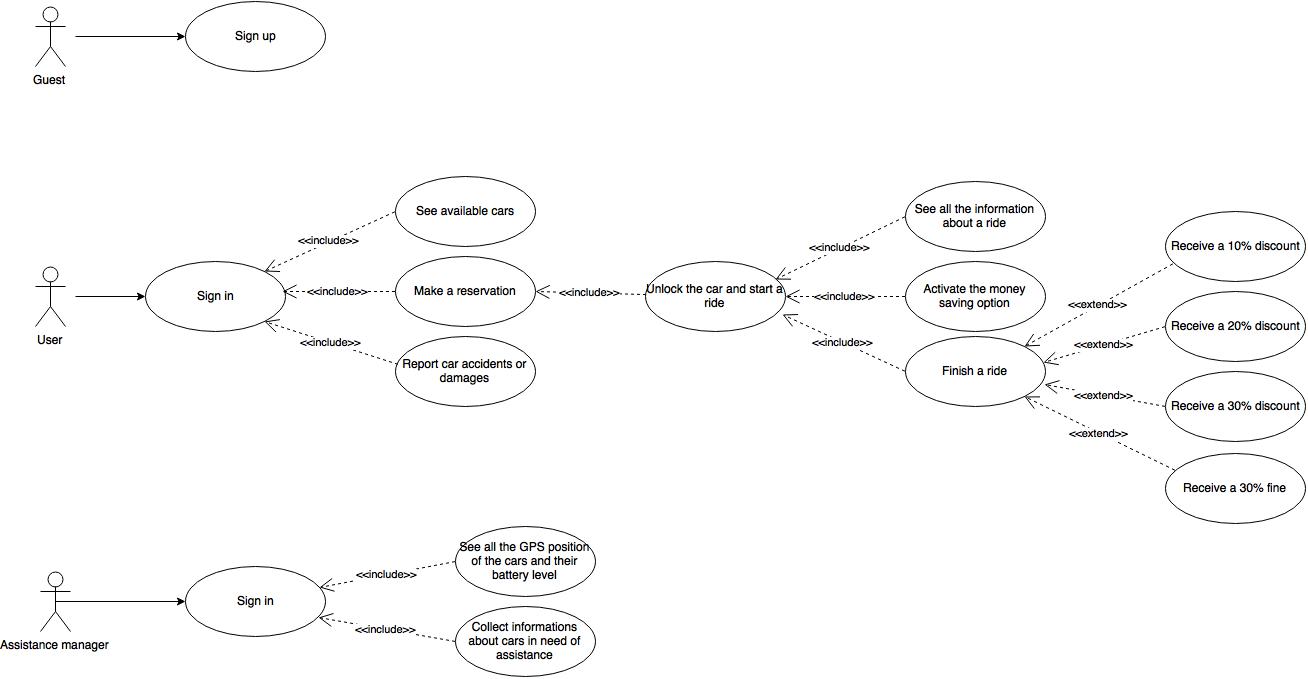 Sign up
Guest
See available cars
<<include>>
Sign in
User
<<include>>
Make a reservation
<<include>>
Report car accidents or
damages
<<include>>
Unlock the car and start a
ride
See all the information
about a ride
<<include>>
<<include>>
Activate the money
saving option
<<include>>
Finish a ride
Receive a 10% discount
<<extend>>
Receive a 20% discount
<<extend>>
<<extend>>
Receive a 30% discount
<<extend>>
Receive a 30% fine
Assistance manager
Sign in
See all the GPS position
of the cars and their
battery level
<<include>>
<<include>>
Collect informations
about cars in need of
assistance